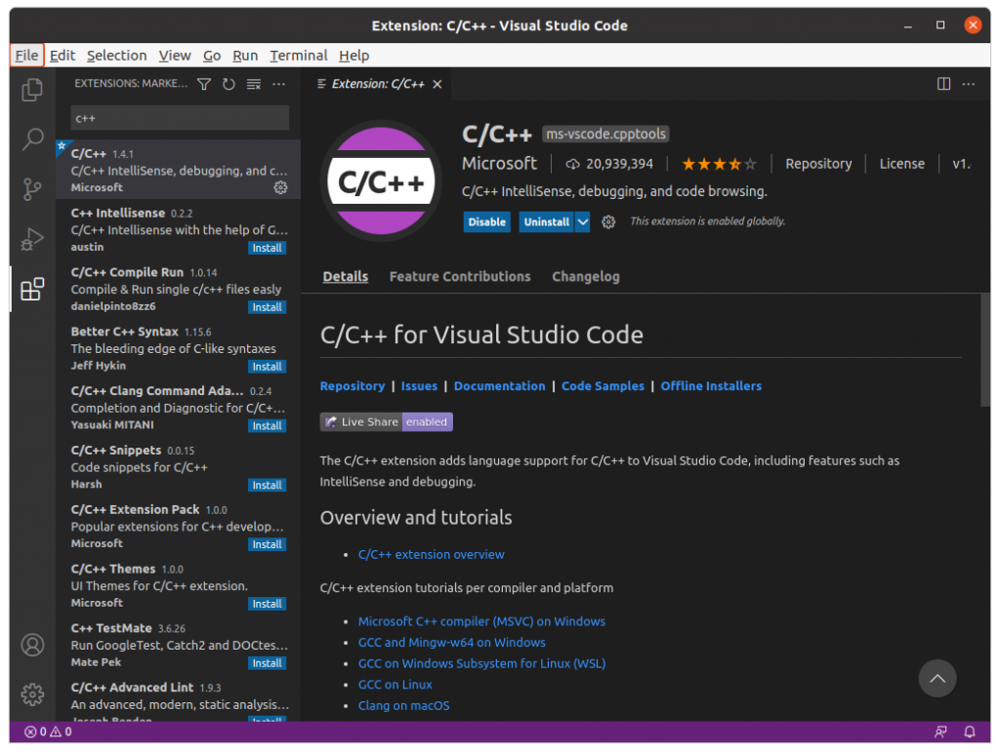 Extension: C/C++ - Visual Studio Code
File Edit Selection View Go Run Terminal Help
EXTENSIONS: MARKE...
c++
C/C++ 1.4.1
C/C++ IntelliSense, debugging, and c...
Microsoft
C++ Intellisense 0.2.2
C/C++ Intellisense with the help of G...
austin Install
C/C++ Compile Run 1.0.14
Compile & Run single c/c++ files easily
danielpinto8zz6 Install
Better C++ Syntax 1.15.6
The bleeding edge of C-like syntaxes
Jeff Hykin Install
C/C++ Clang Command Ada... 0.2.4
Completion and Diagnostic for C/C+...
Yasuaki MITANI Install
C/C++ Snippets 0.0.15
Code snippets for C/C++
Harsh Install
C/C++ Extension Pack 1.0.0
Popular extensions for C++ develop...
Microsoft Install
C/C++ Themes 1.0.0
UI Themes for C/C++ extension.
Microsoft Install
C++ TestMate 3.6.26
Run GoogleTest, Catch2 and DOCtes...
Mate Pek Install
C/C++ Advanced Lint 1.9.3
An advanced, modern, static analysis...
Joseph Benden Install
Extension: C/C++
C/C++
C/C++ ms-vscode.cpptools
Microsoft 20,939,394 Repository License v1.
C/C++ IntelliSense, debugging, and code browsing.
Disable Uninstall This extension is enabled globally.
Details Feature Contributions Changelog
C/C++ for Visual Studio Code
Repository | Issues | Documentation | Code Samples | Offline Installers
Live Share enabled
The C/C++ extension adds language support for C/C++ to Visual Studio Code, including features such as
IntelliSense and debugging.
Overview and tutorials
• C/C++ extension overview
C/C++ extension tutorials per compiler and platform
• Microsoft C++ compiler (MSVC) on Windows
• GCC and Mingw-w64 on Windows
• GCC on Windows Subsystem for Linux (WSL)
• GCC on Linux
• Clang on macOS
0 0